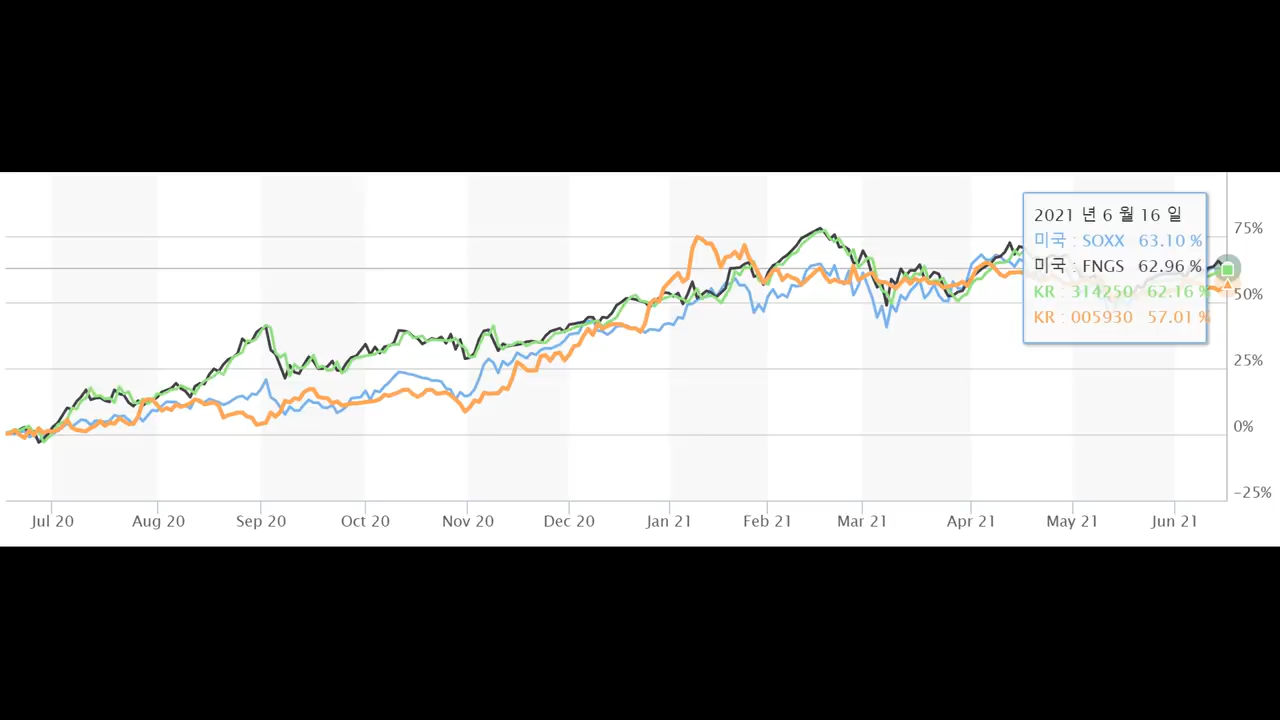 2021 년 6 월 16 일
미국 : SOXX 63.10 %
미국 : FNGS 62.96 %
KR : 314250 62.16 %
KR : 005930 57.01 %
75%
50%
25%
0%
-25%
Jul 20 Aug 20 Sep 20 Oct 20 Nov 20 Dec 20 Jan 21 Feb 21 Mar 21 Apr 21 May 21 Jun 21